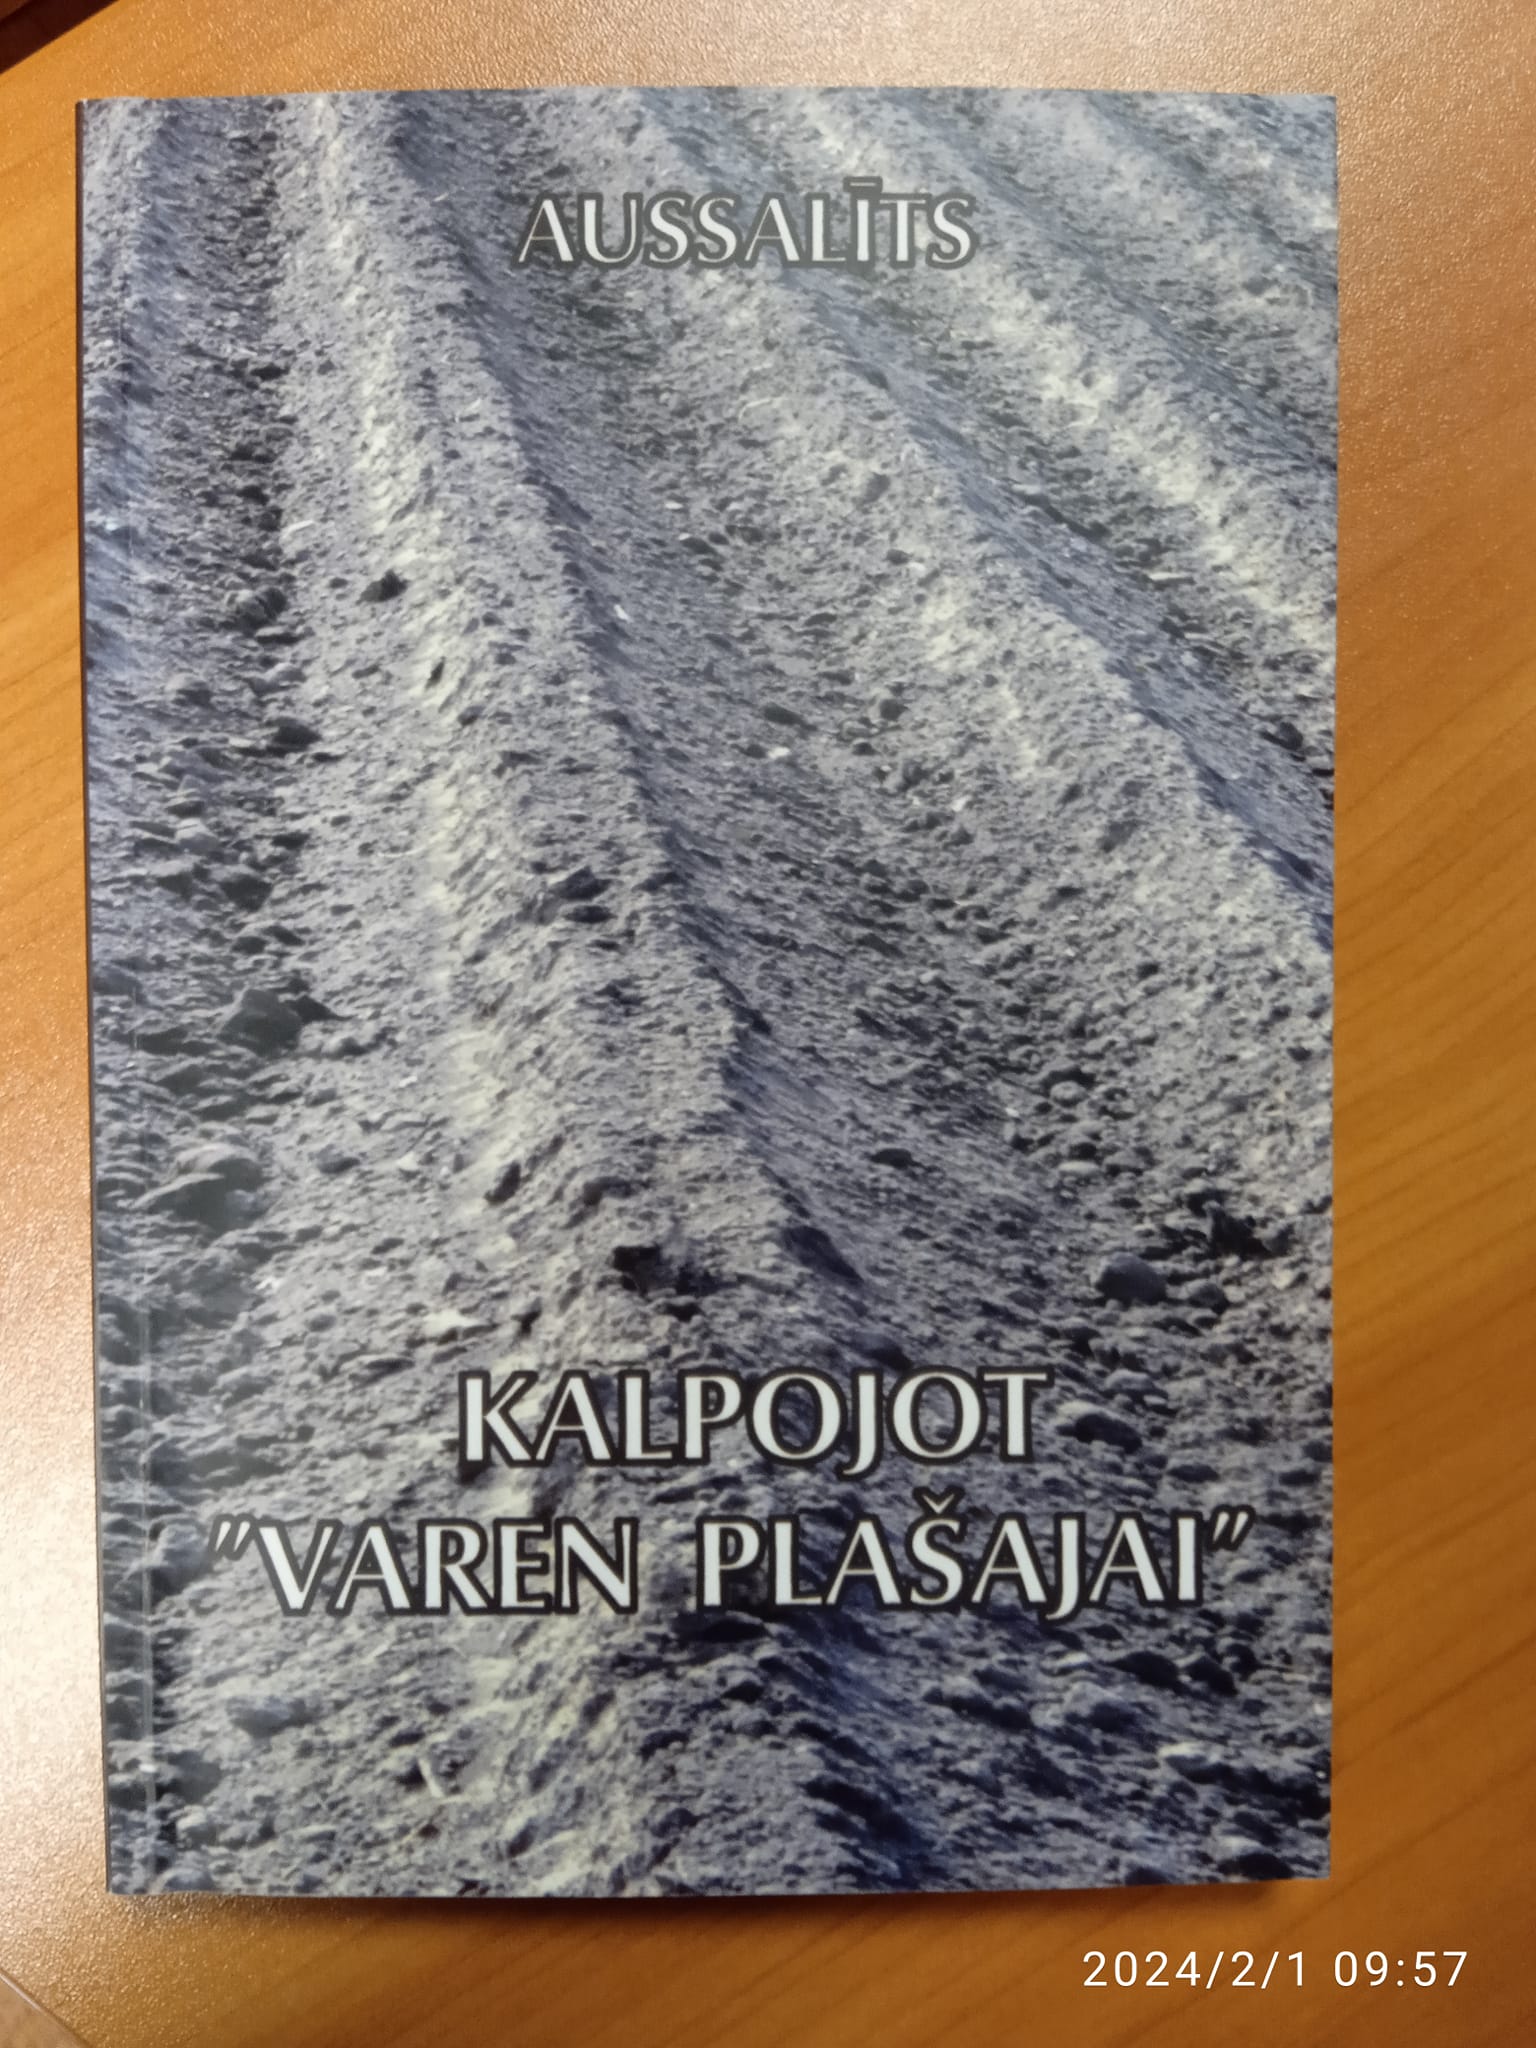 AUSSALĪTS
KALPOJOT
"VAREN PLAŠAJAI"
2024/2/1 09:57